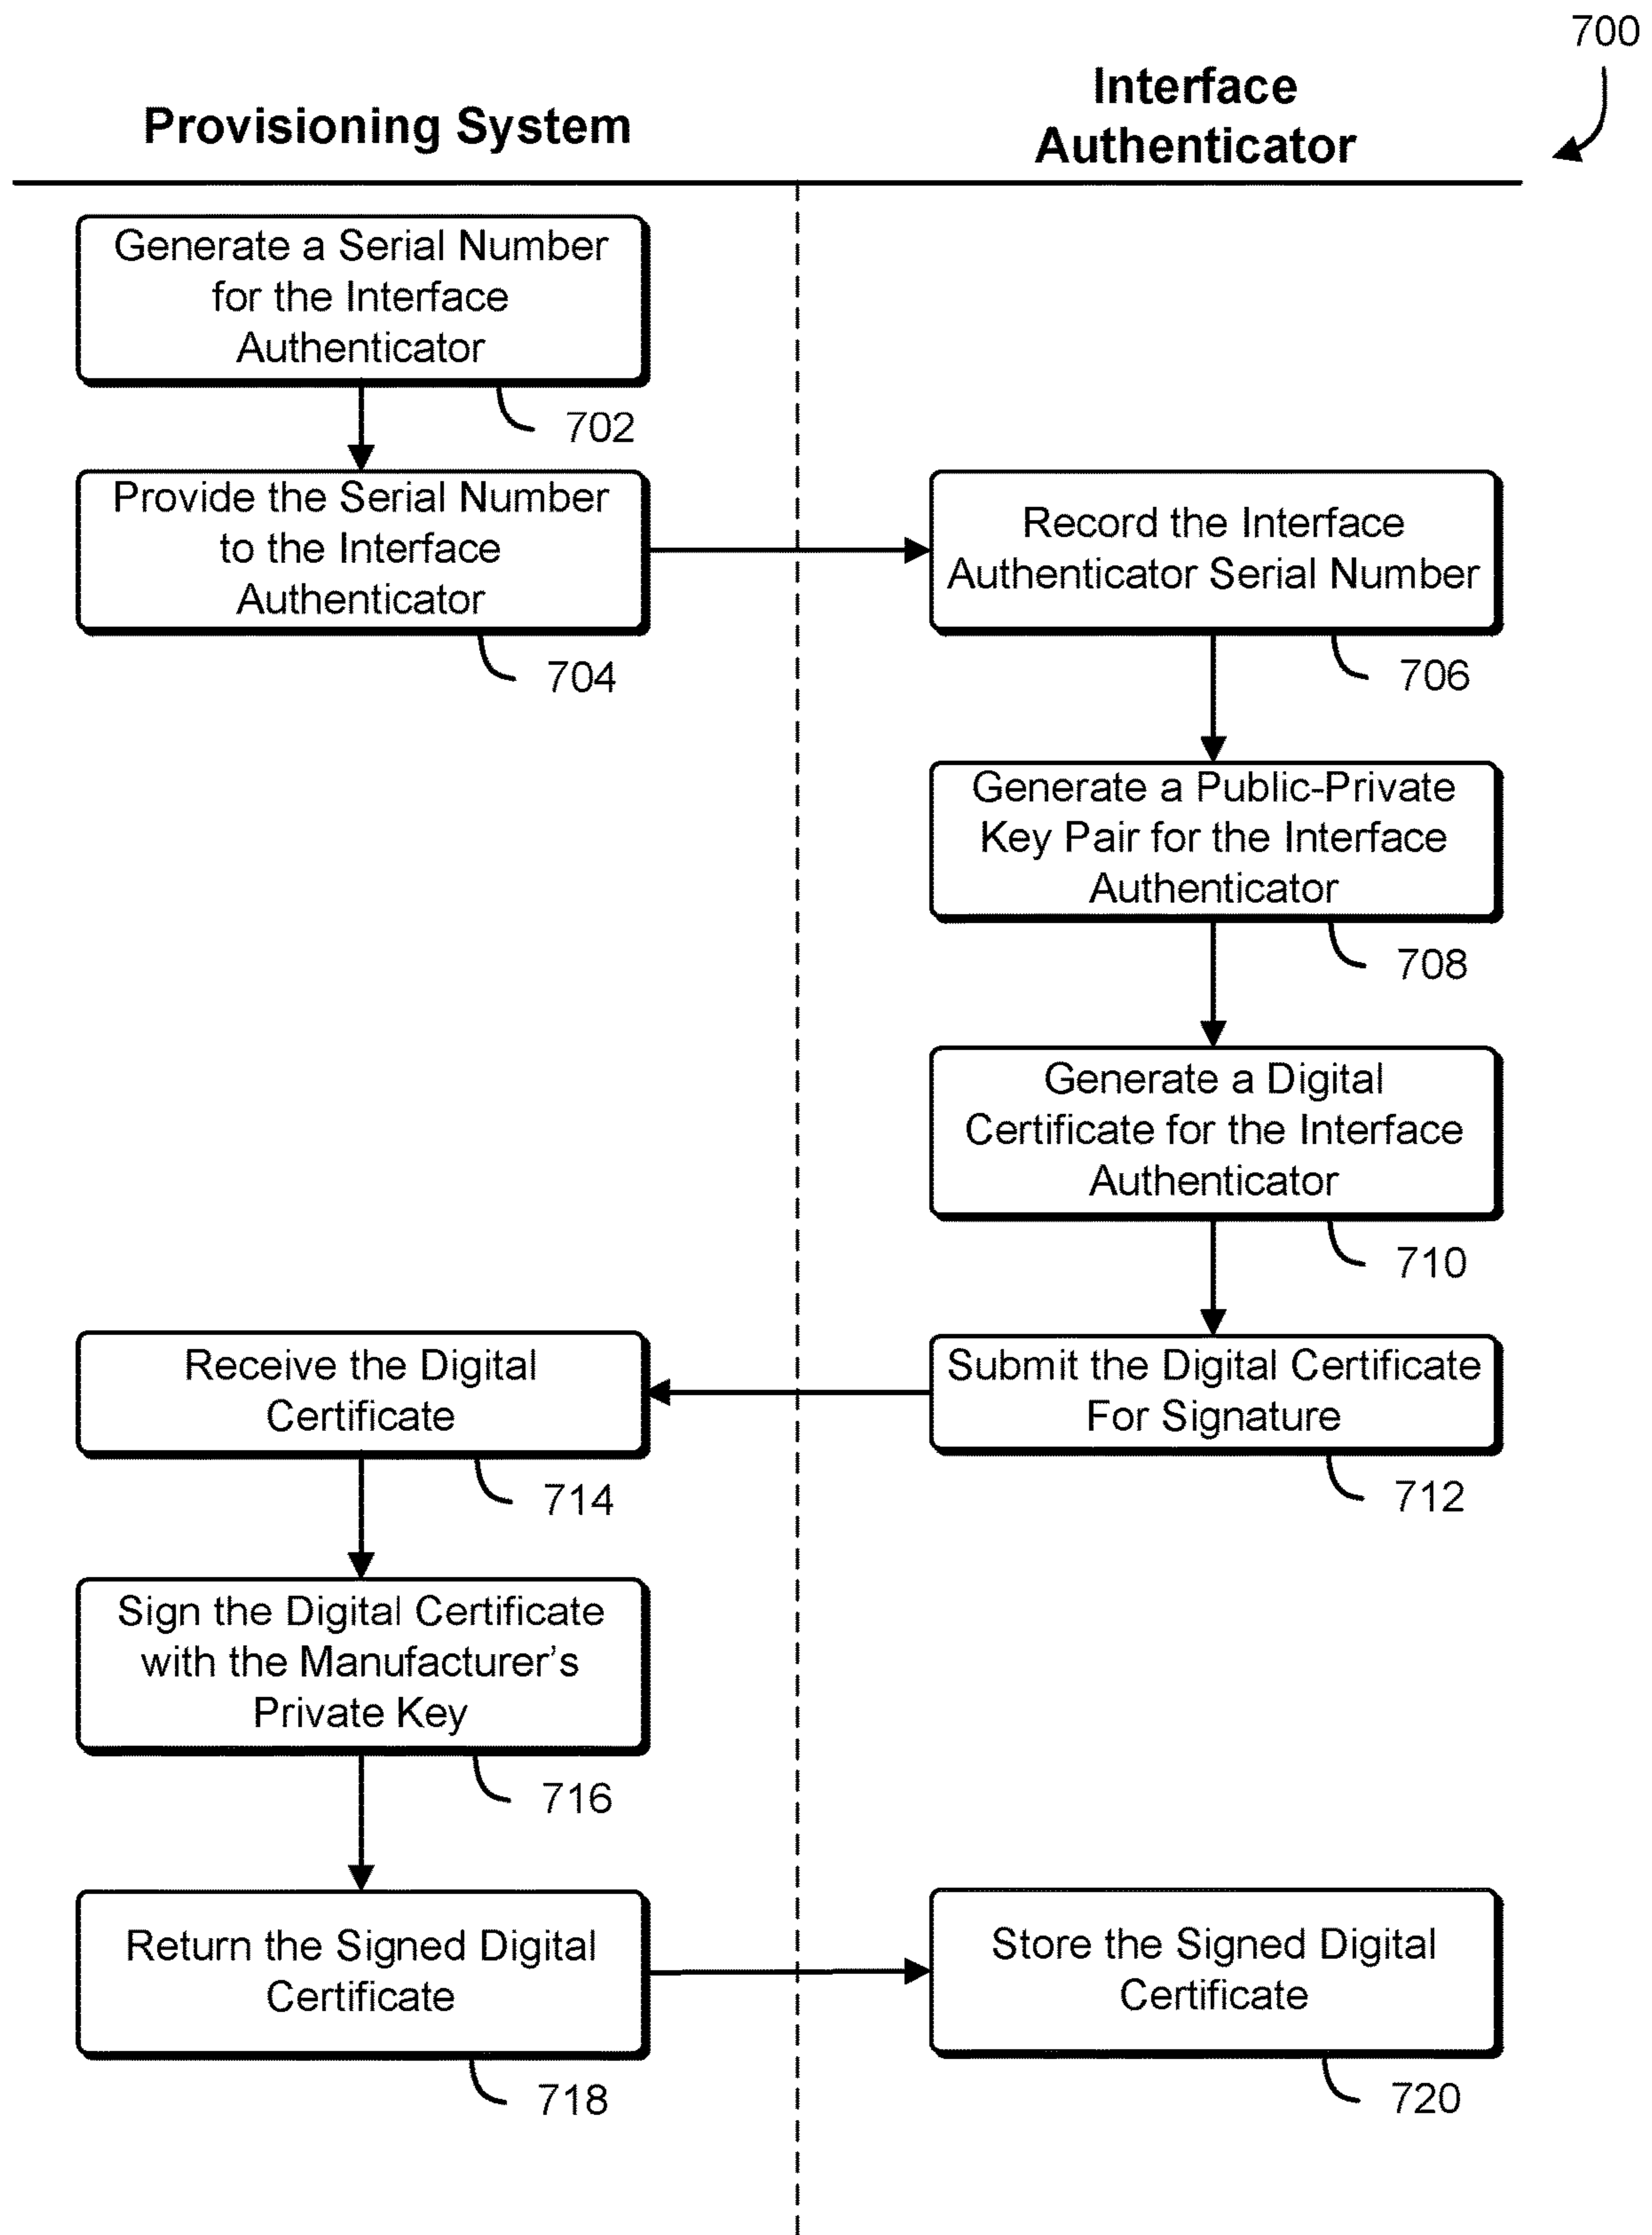 700
Provisioning System
Interface
Authenticator
Generate a Serial Number
for the Interface
Authenticator
702
Provide the Serial Number
to the Interface
Authenticator
704
Record the Interface
Authenticator Serial Number
706
Generate a Public-Private
Key Pair for the Interface
Authenticator
708
Generate a Digital
Certificate for the Interface
Authenticator
710
Submit the Digital Certificate
For Signature
712
Receive the Digital
Certificate
714
Sign the Digital Certificate
with the Manufacturer’s
Private Key
716
Return the Signed Digital
Certificate
718
Store the Signed Digital
Certificate
720